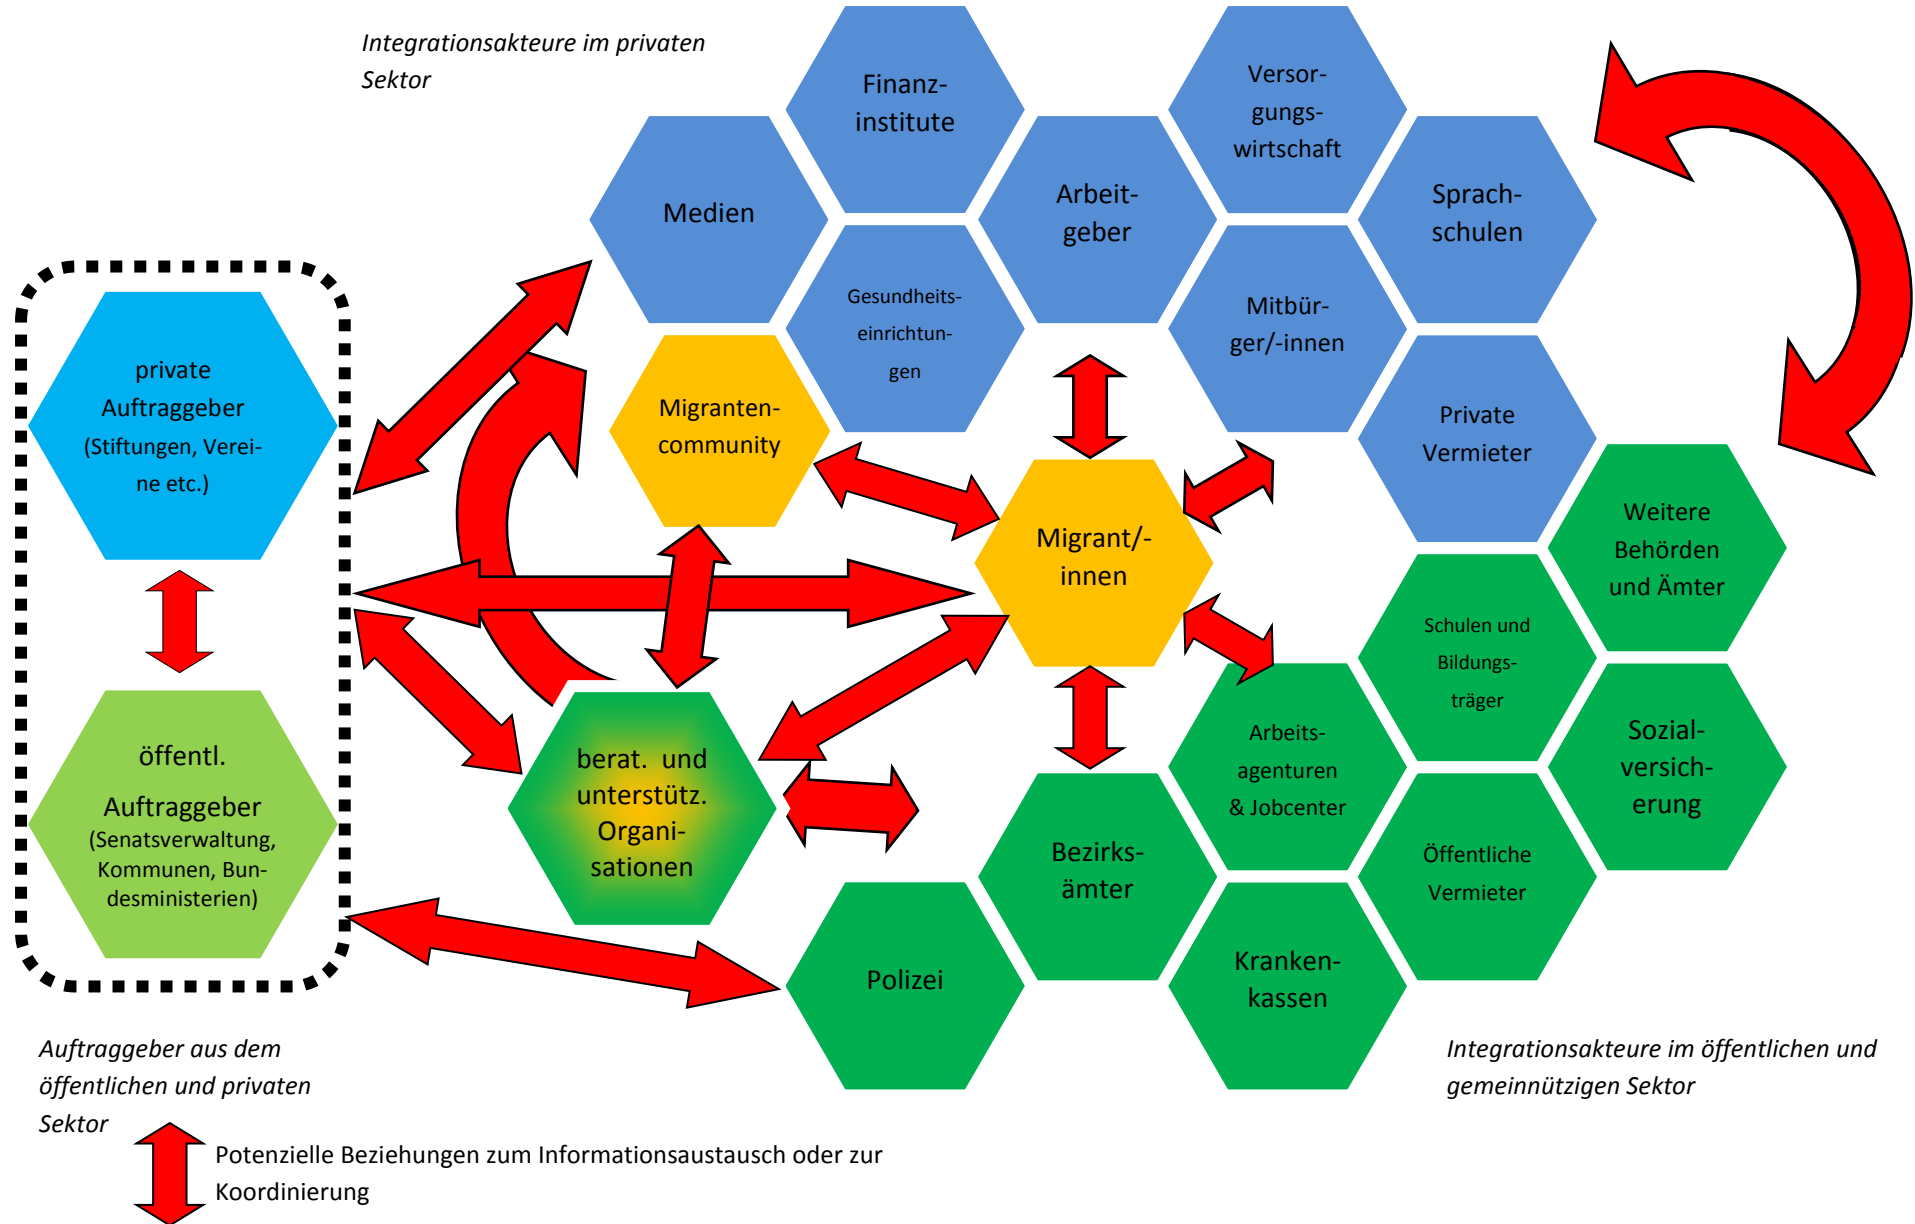 Integrationsakteure im privaten
Sektor
Finanz-
institute
Versor-
gungs-
wirtschaft
Medien
Arbeit-
geber
Sprach-
schulen
Gesundheits-
einrichtun-
gen
Mitbür-
ger/-innen
private
Auftraggeber
(Stiftungen, Verei-
ne etc.)
Migranten-
community
Private
Vermieter
Migrant/-
innen
Weitere
Behörden
und Ämter
Schulen und
Bildungs-
träger
öffentl.
Auftraggeber
(Senatsverwaltung,
Kommunen, Bun-
desministerien)
berat. und
unterstütz.
Organi-
sationen
Arbeits-
agenturen
& Jobcenter
Sozial-
versich-
erung
Bezirks-
ämter
Öffentliche
Vermieter
Polizei
Kranken-
kassen
Auftraggeber aus dem
öffentlichen und privaten
Sektor
Integrationsakteure im öffentlichen und
gemeinnützigen Sektor
Potenzielle Beziehungen zum Informationsaustausch oder zur
Koordinierung